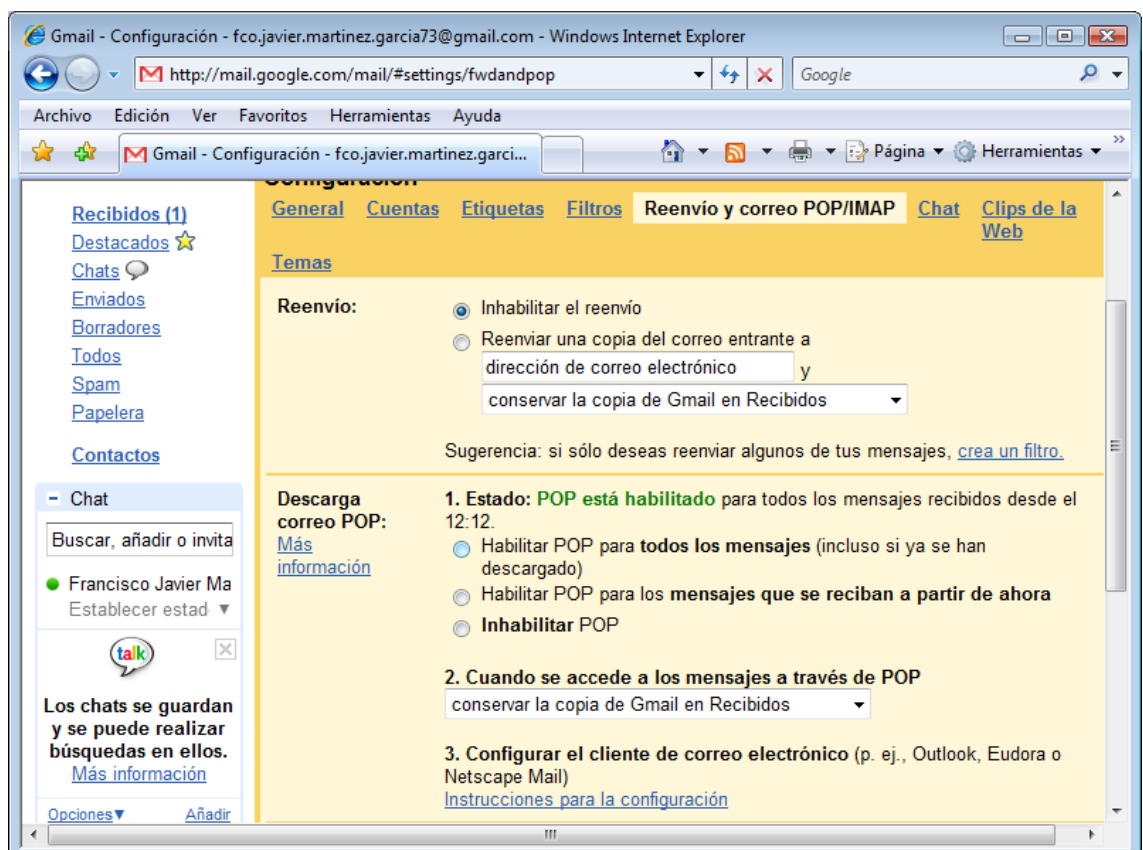 Gmail - Configuración - fco.javier.martinez.garcia73@gmail.com - Windows Internet Explorer
http://mail.google.com/mail/#settings/fwdandpop
Google
Archivo Edición Ver Favoritos Herramientas Ayuda
Gmail - Configuración - fco.javier.martinez.garci...
Página Herramientas
Configuración
Recibidos (1)
Destacados
Chats
Enviados
Borradores
Todos
Spam
Papelera
Contactos
Chat
Buscar, añadir o invita
Francisco Javier Ma
Establecer estad
talk
Los chats se guardan
y se puede realizar
búsquedas en ellos.
Más información
Opciones Añadir
General Cuentas Etiquetas Filtros Reenvío y correo POP/IMAP Chat Clips de la
Web
Temas
Reenvío:
Inhabilitar el reenvío
Reenviar una copia del correo entrante a
dirección de correo electrónico y
conservar la copia de Gmail en Recibidos
Sugerencia: si sólo deseas reenviar algunos de tus mensajes, crea un filtro.
Descarga
correo POP:
Más
información
1. Estado: POP está habilitado para todos los mensajes recibidos desde el
12:12.
Habilitar POP para todos los mensajes (incluso si ya se han
descargado)
Habilitar POP para los mensajes que se reciban a partir de ahora
Inhabilitar POP
2. Cuando se accede a los mensajes a través de POP
conservar la copia de Gmail en Recibidos
3. Configurar el cliente de correo electrónico (p. ej., Outlook, Eudora o
Netscape Mail)
Instrucciones para la configuración